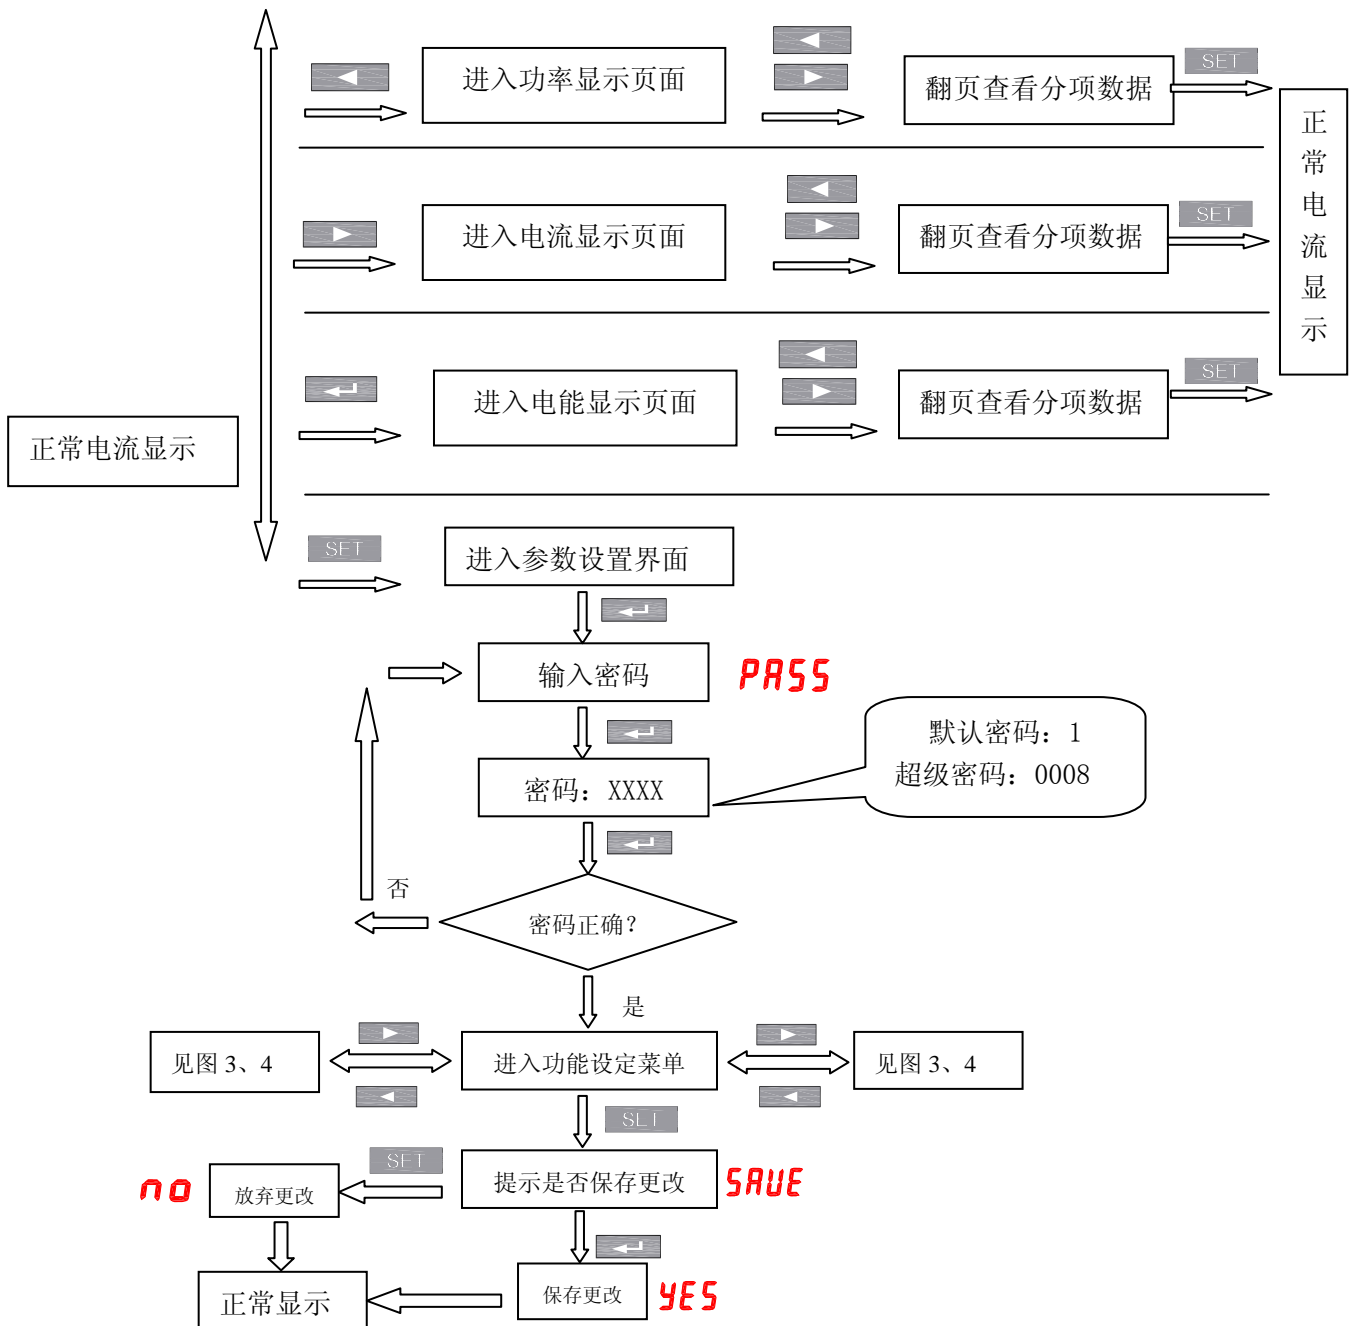 SET
进入功率显示页面
翻页查看分项数据
正常电流显示
SET
进入电流显示页面
翻页查看分项数据
SET
进入电能显示页面
翻页查看分项数据
正常电流显示
SET
进入参数设置界面
输入密码
PASS
默认密码：1
超级密码：0008
密码：XXXX
否
密码正确？
是
见图 3、4
进入功能设定菜单
见图 3、4
SET
SET
no
放弃更改
提示是否保存更改
SAVE
正常显示
保存更改
YES